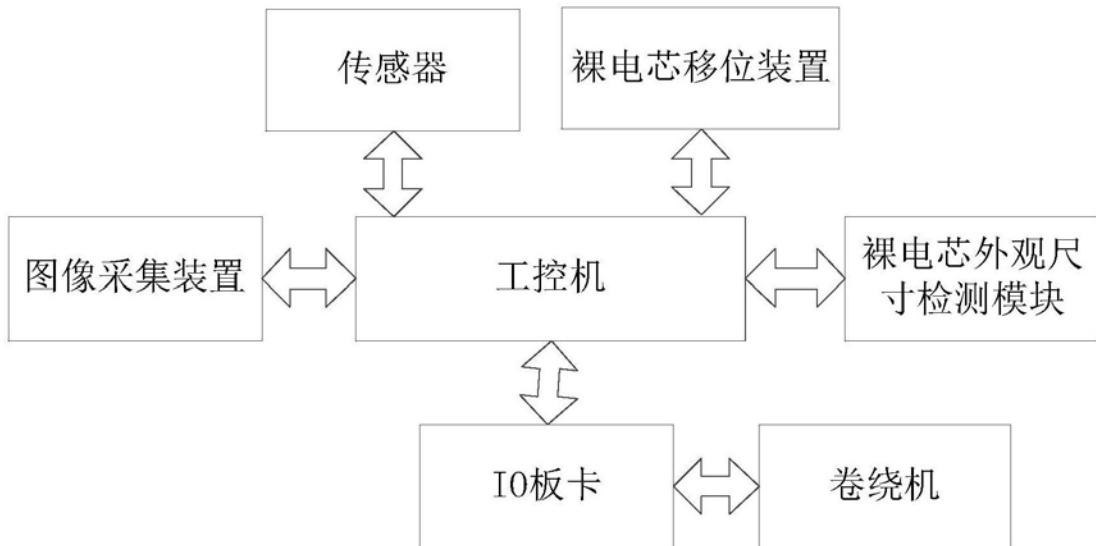 传感器
裸电芯移位装置
图像采集装置
工控机
裸电芯外观尺
寸检测模块
IO板卡
卷绕机